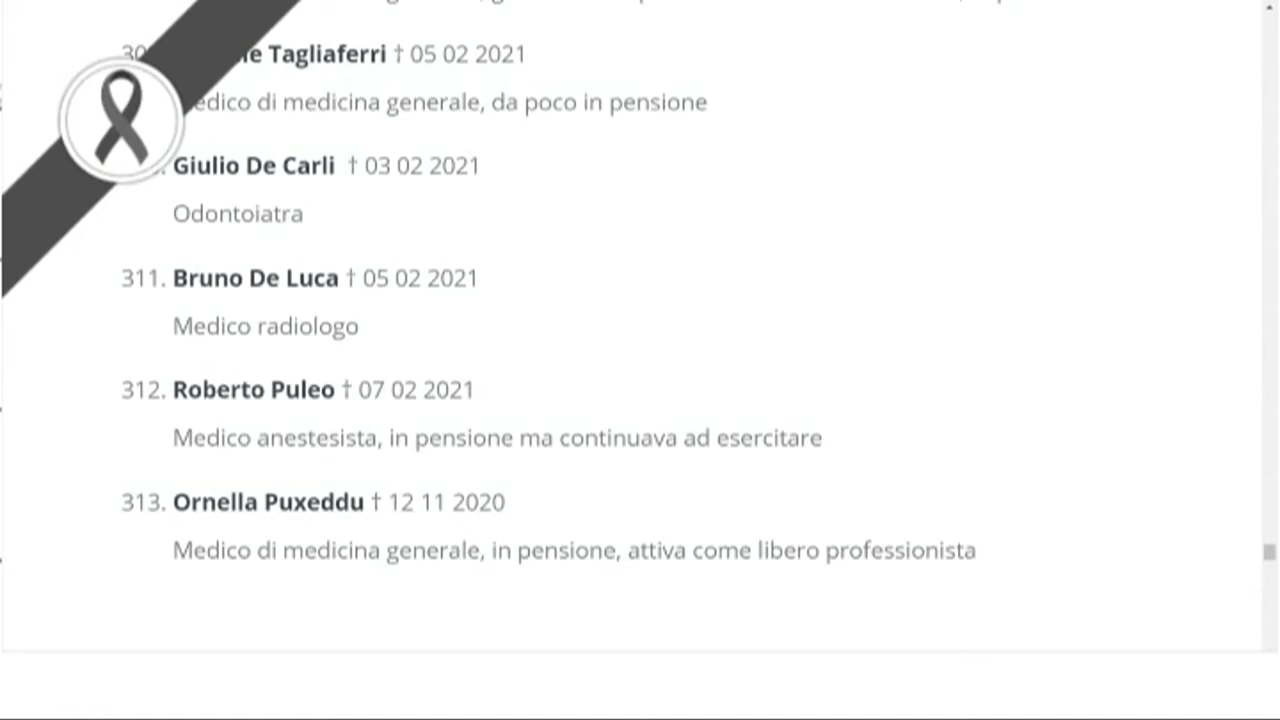 Tagliaferri † 05 02 2021
di medicina generale, da poco in pensione
Giulio De Carli † 03 02 2021
Odontoiatra
311. Bruno De Luca † 05 02 2021
Medico radiologo
312. Roberto Puleo † 07 02 2021
Medico anestesista, in pensione ma continuava ad esercitare
313. Ornella Puxeddu † 12 11 2020
Medico di medicina generale, in pensione, attiva come libero professionista